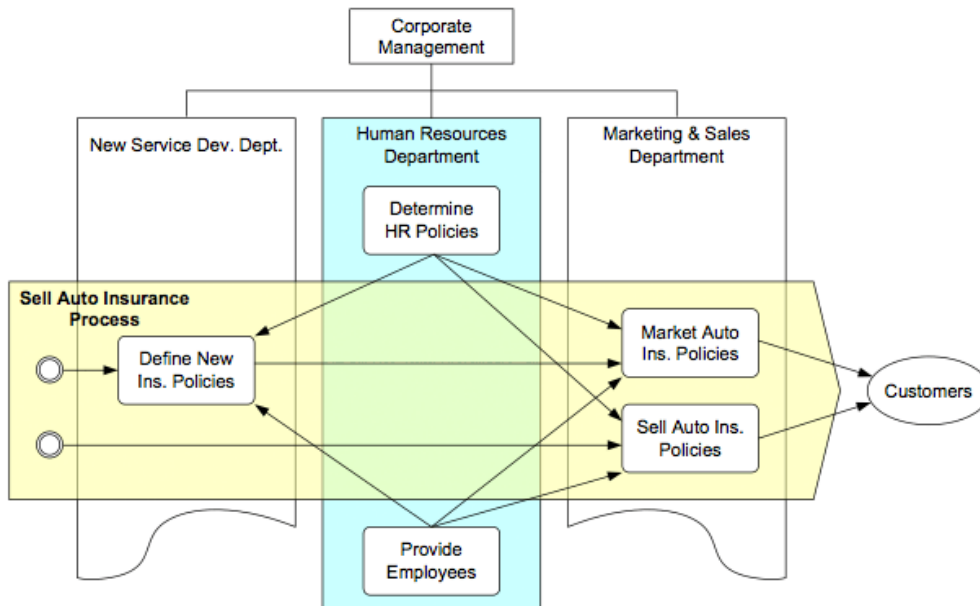 Corporate
Management
New Service Dev. Dept.
Human Resources
Department
Marketing & Sales
Department
Determine
HR Policies
Sell Auto Insurance
Process
Define New
Ins. Policies
Market Auto
Ins. Policies
Customers
Sell Auto Ins.
Policies
Provide
Employees